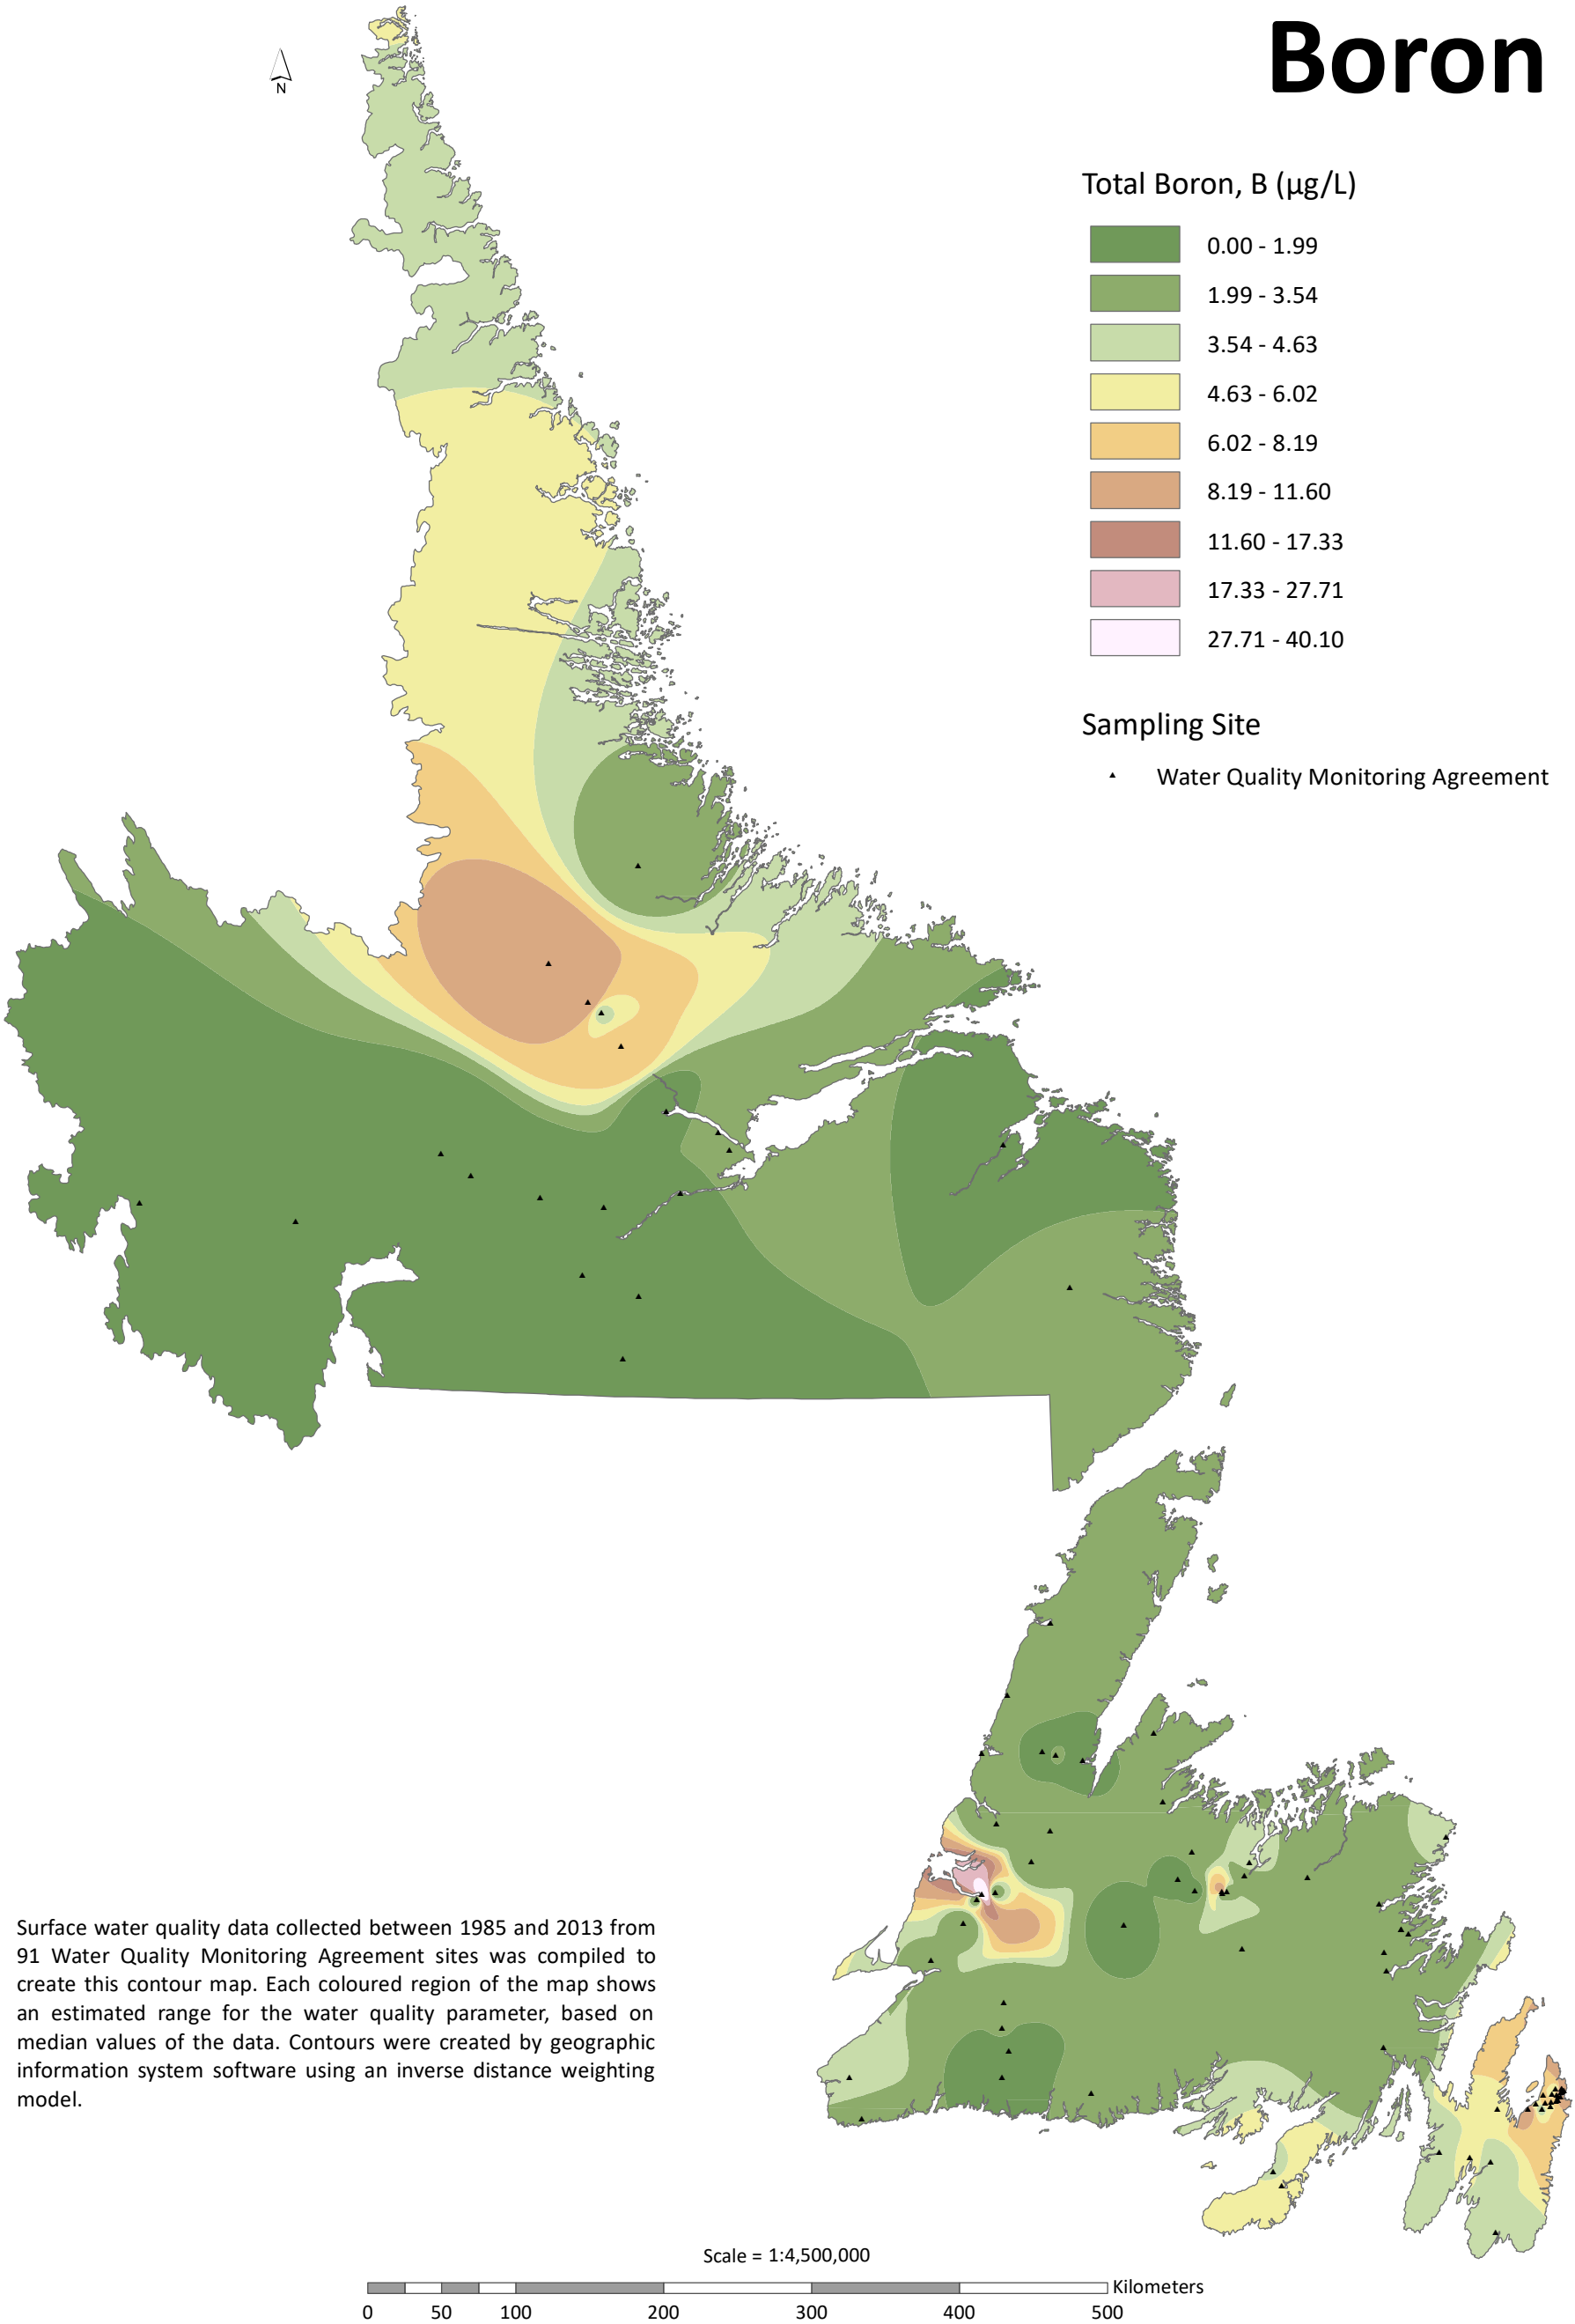 Boron
N
Total Boron, B (µg/L)
0.00 - 1.99
1.99 - 3.54
3.54 - 4.63
4.63 - 6.02
6.02 - 8.19
8.19 - 11.60
11.60 - 17.33
17.33 - 27.71
27.71 - 40.10
Sampling Site
Water Quality Monitoring Agreement
Surface water quality data collected between 1985 and 2013 from
91 Water Quality Monitoring Agreement sites was compiled to
create this contour map. Each coloured region of the map shows
an estimated range for the water quality parameter, based on
median values of the data. Contours were created by geographic
information system software using an inverse distance weighting
model.
Scale = 1:4,500,000
Kilometers
0 50 100 200 300 400 500